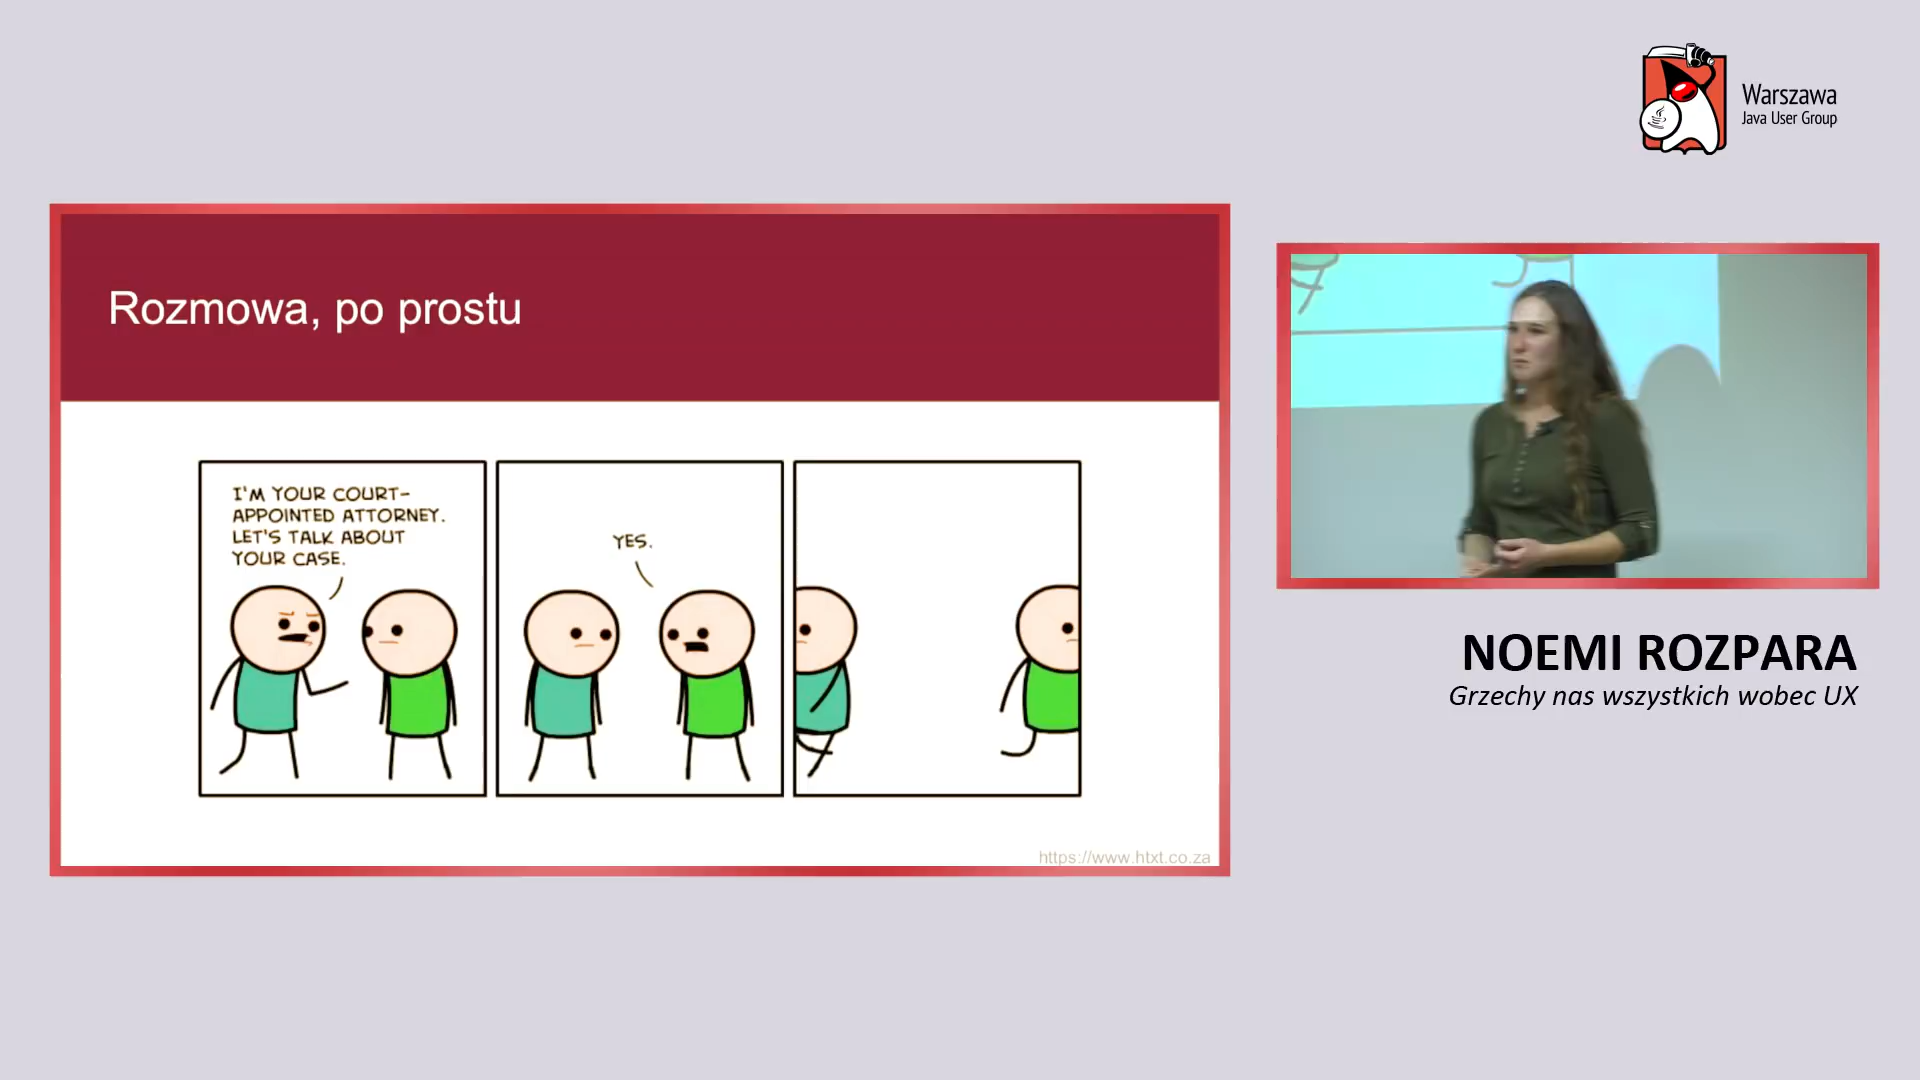 Warszawa
Java User Group
Rozmowa, po prostu
I'M YOUR COURT-
APPOINTED ATTORNEY.
LET'S TALK ABOUT
YOUR CASE.
YES.
https://www.htxt.co.za
NOEMI ROZPARA
Grzechy nas wszystkich wobec UX